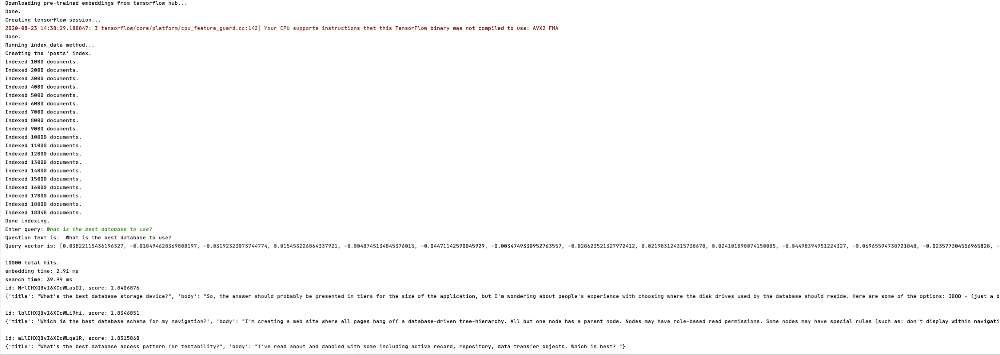 Downloading pre-trained embeddings from tensorflow hub...
Done.
Creating tensorflow session...
2020-08-23 14:38:29.188847: I tensorflow/core/platform/cpu_feature_guard.cc:142] Your CPU supports instructions that this TensorFlow binary was not compiled to use: AVX2 FMA
Done.
Running index_data method...
Creating the 'posts' index.
Indexed 1000 documents.
Indexed 2000 documents.
Indexed 3000 documents.
Indexed 4000 documents.
Indexed 5000 documents.
Indexed 6000 documents.
Indexed 7000 documents.
Indexed 8000 documents.
Indexed 9000 documents.
Indexed 10000 documents.
Indexed 11000 documents.
Indexed 12000 documents.
Indexed 13000 documents.
Indexed 14000 documents.
Indexed 15000 documents.
Indexed 16000 documents.
Indexed 17000 documents.
Indexed 18000 documents.
Indexed 18848 documents.
Done indexing.
Enter query: What is the best database to use?
Question text is:  What is the best database to use?
Query vector is: [0.03822115436196327, -0.018494628369808197, -0.03192323073744774, 0.015453226864337921, -0.0048745134845376015, -0.04471142590045929, -0.0034749330952763557, -0.028623521327972412, 0.021983124315738678, 0.024101898074150085, -0.04498394951224327, -0.06965594738721848, -0.023577304556965828, -
10000 total hits.
embedding time: 2.91 ms
search time: 39.99 ms
id: NrlCHXQBvI6XCcWLasOI, score: 1.8406876
{'title': "What's the best database storage device?", 'body': "So, the answer should probably be presented in tiers for the size of the application, but I'm wondering about people's experience with choosing where the disk drives used by the database should reside. Here are some of the options: JBOD - (just a b
id: lblCHXQBvI6XCcWLi9hi, score: 1.8346851
{'title': 'Which is the best database schema for my navigation?', 'body': "I'm creating a web site where all pages hang off a database-driven tree-hierarchy. All but one node has a parent node. Nodes may have role-based read permissions. Some nodes may have special rules (such as: don't display within navigati
id: aLlCHXQBvI6XCcWLqe1R, score: 1.8315868
{'title': "What's the best database access pattern for testability?", 'body': "I've read about and dabbled with some including active record, repository, data transfer objects. Which is best? "}